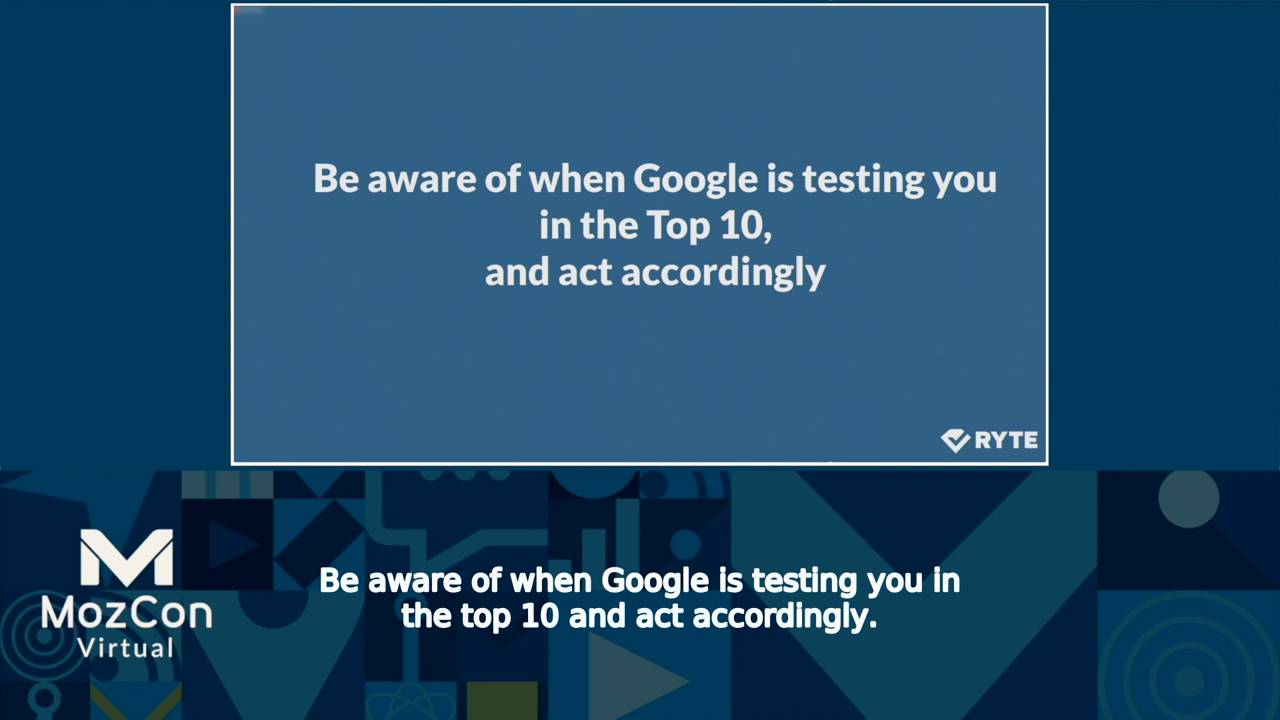 Be aware of when Google is testing you
in the Top 10,
and act accordingly
RYTE
MozCon
Virtual
Be aware of when Google is testing you in
the top 10 and act accordingly.